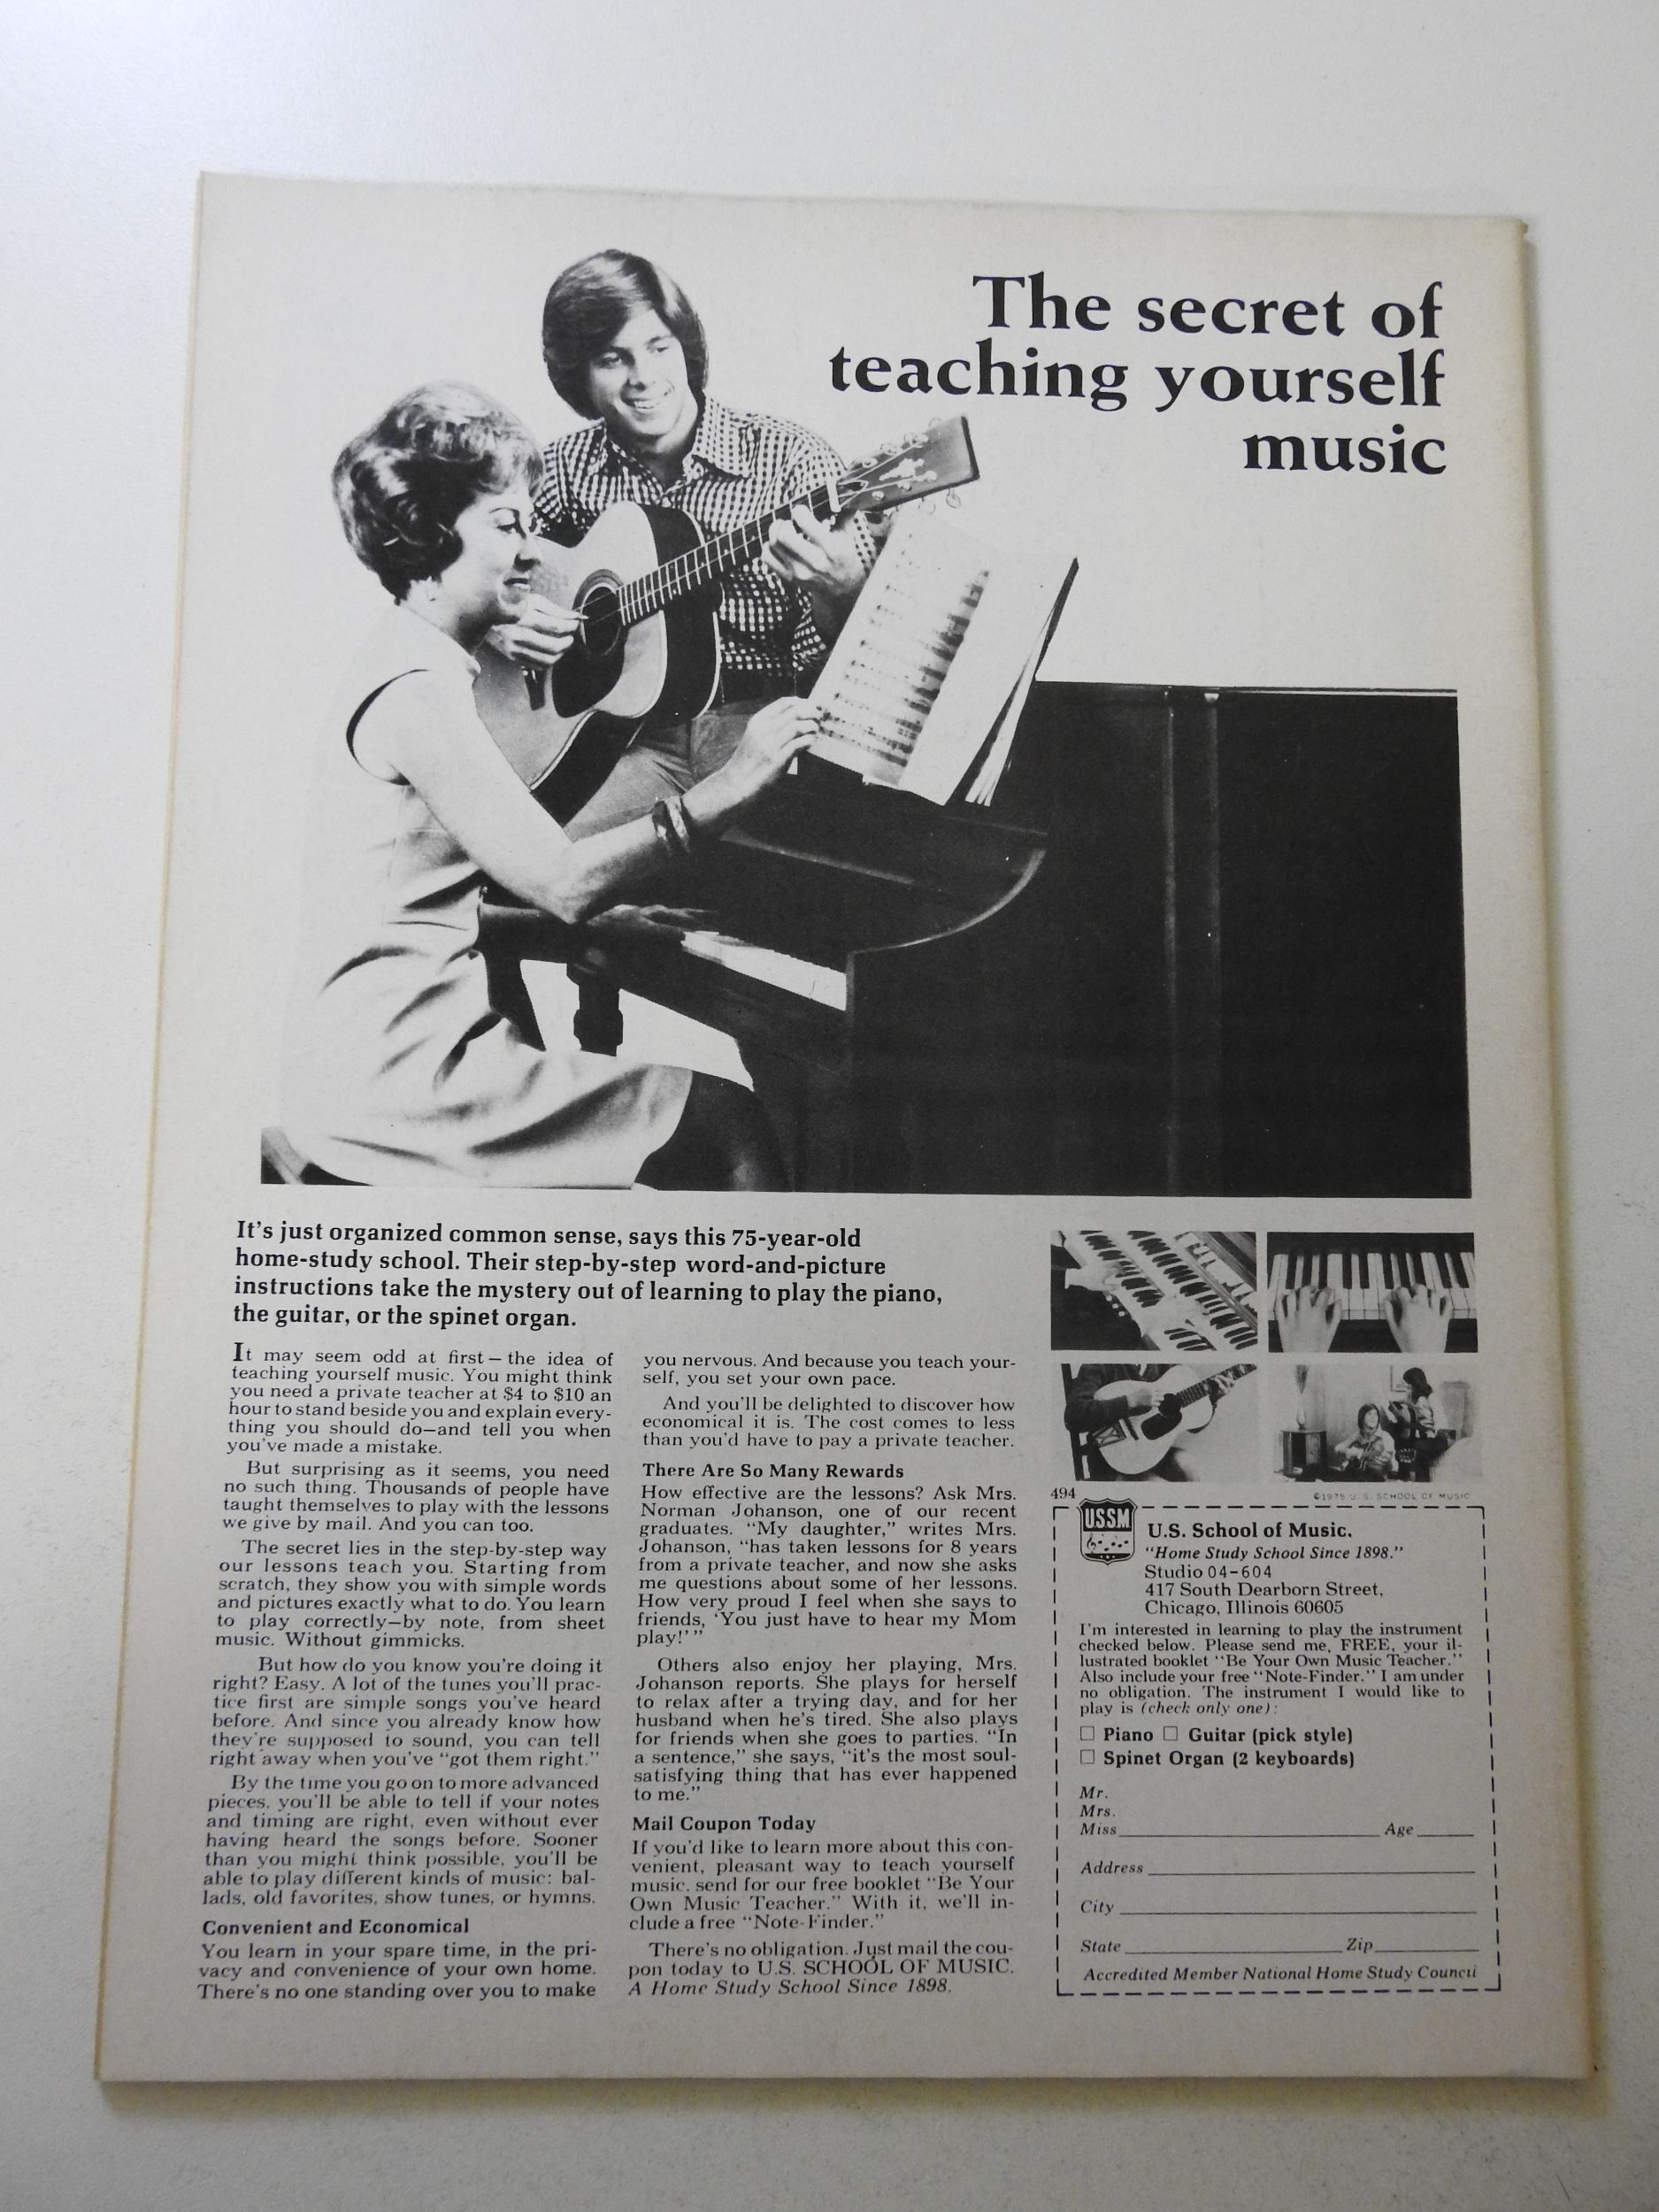 The secret of
teaching yourself
music
It's just organized common sense, says this 75-year-old
home-study school. Their step-by-step word-and-picture
instructions take the mystery out of learning to play the piano,
the guitar, or the spinet organ.
It may seem odd at first — the idea of
teaching yourself music. You might think
you need a private teacher at $4 to $10 an
hour to stand beside you and explain every-
thing you should do—and tell you when
you've made a mistake.
But surprising as it seems, you need
no such thing. Thousands of people have
taught themselves to play with the lessons
we give by mail. And you can too.
The secret lies in the step-by-step way
our lessons teach you. Starting from
scratch, they show you with simple words
and pictures exactly what to do. You learn
to play correctly—by note, from sheet
music. Without gimmicks.
But how do you know you're doing it
right? Easy. A lot of the tunes you'll prac-
tice first are simple songs you've heard
before. And since you already know how
they're supposed to sound, you can tell
right away when you've "got them right."
By the time you go on to more advanced
pieces, you'll be able to tell if your notes
and timing are right, even without ever
having heard the songs before. Sooner
than you might think possible, you'll be
able to play different kinds of music: bal-
lads, old favorites, show tunes, or hymns.
Convenient and Economical
You learn in your spare time, in the pri-
vacy and convenience of your own home.
There's no one standing over you to make
you nervous. And because you teach your-
self, you set your own pace.
And you'll be delighted to discover how
economical it is. The cost comes to less
than you'd have to pay a private teacher.
There Are So Many Rewards
How effective are the lessons? Ask Mrs.
Norman Johanson, one of our recent
graduates. "My daughter," writes Mrs.
Johanson, "has taken lessons for 8 years
from a private teacher, and now she asks
me questions about some of her lessons.
How very proud I feel when she says to
friends, 'You just have to hear my Mom
play!' "
Others also enjoy her playing, Mrs.
Johanson reports. She plays for herself
to relax after a trying day, and for her
husband when he's tired. She also plays
for friends when she goes to parties. "In
a sentence," she says, "it's the most soul-
satisfying thing that has ever happened
to me."
Mail Coupon Today
If you'd like to learn more about this con-
venient, pleasant way to teach yourself
music, send for our free booklet "Be Your
Own Music Teacher." With it, we'll in-
clude a free "Note-Finder."
There's no obligation. Just mail the cou-
pon today to U.S. SCHOOL OF MUSIC.
A Home Study School Since 1898.
494
©1975 U.S. SCHOOL OF MUSIC
USSM
U.S. School of Music.
"Home Study School Since 1898."
Studio 04-604
417 South Dearborn Street,
Chicago, Illinois 60605
I'm interested in learning to play the instrument
checked below. Please send me, FREE, your il-
lustrated booklet "Be Your Own Music Teacher."
Also include your free "Note-Finder." I am under
no obligation. The instrument I would like to
play is (check only one):
☐ Piano ☐ Guitar (pick style)
☐ Spinet Organ (2 keyboards)
Mr.
Mrs.
Miss Age
Address
City
State Zip
Accredited Member National Home Study Council